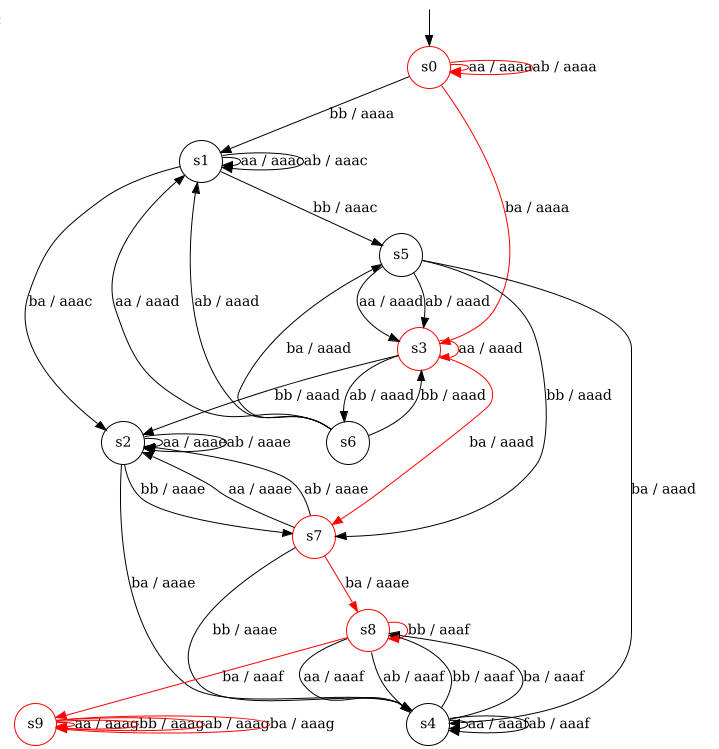 s0
aa / aaaa
ab / aaaa
bb / aaaa
s1
aa / aaac
ab / aaac
bb / aaac
ba / aaaa
s5
ba / aaac
aa / aaad
ab / aaad
aa / aaad
ab / aaad
ba / aaad
s3
aa / aaad
bb / aaad
ab / aaad
bb / aaad
bb / aaad
s2
aa / aaae
ab / aaae
s6
ba / aaad
bb / aaae
aa / aaae
ab / aaae
ba / aaad
s7
ba / aaae
ba / aaae
bb / aaae
s8
bb / aaaf
ba / aaaf
aa / aaaf
ab / aaaf
bb / aaaf
ba / aaaf
s9
aa / aaag
bb / aaag
ab / aaag
ba / aaag
s4
aa / aaaf
ab / aaaf